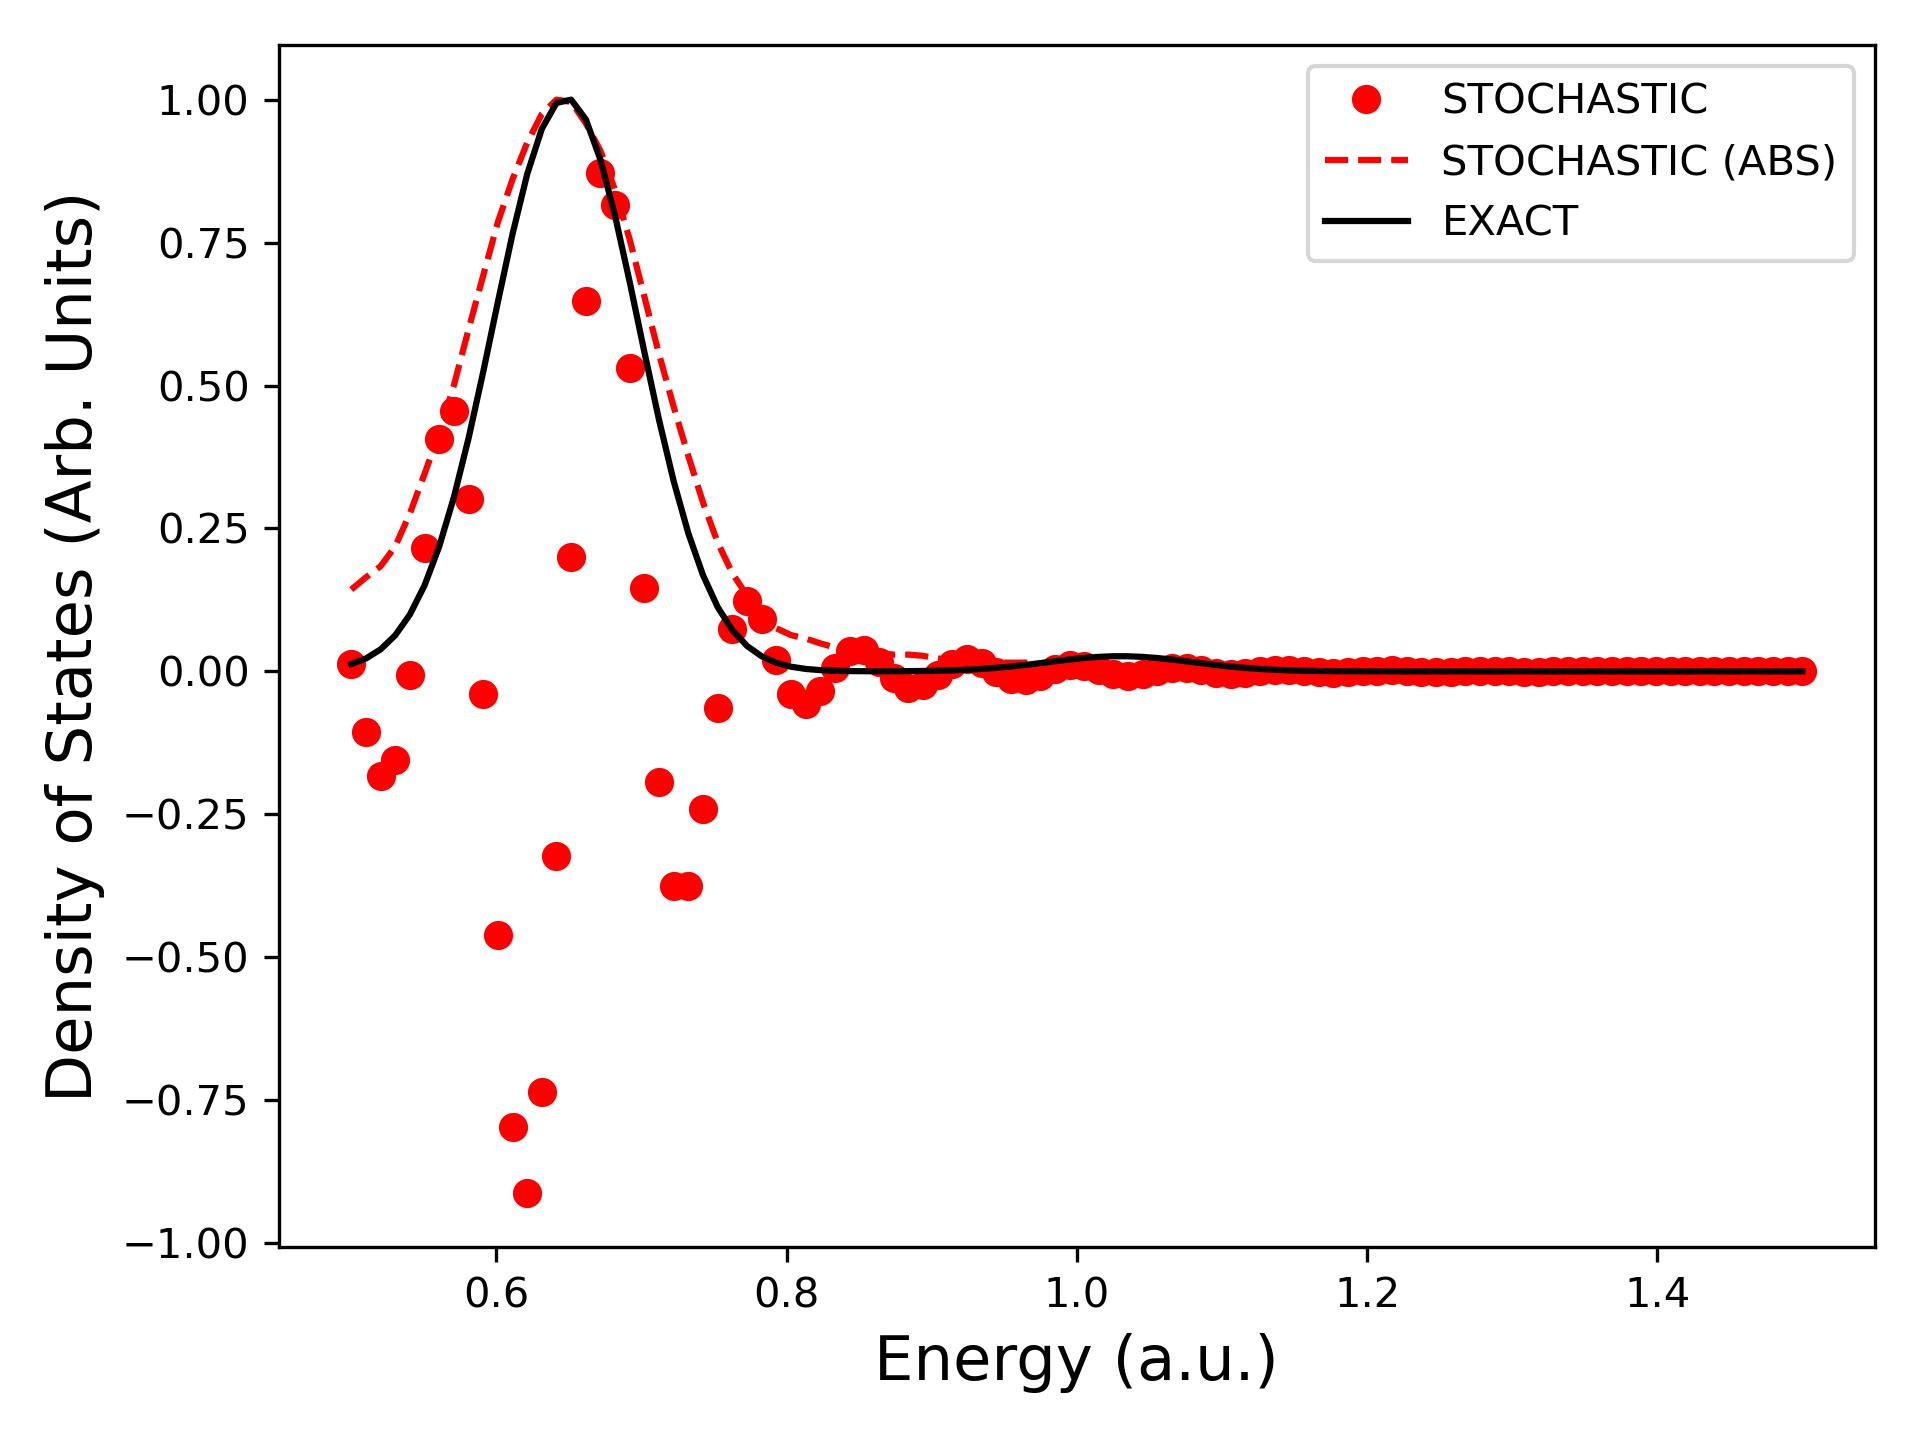 Density of States (Arb. Units)
1.00
0.75
0.50
0.25
0.00
−0.25
−0.50
−0.75
−1.00
STOCHASTIC
STOCHASTIC (ABS)
EXACT
0.6 0.8 1.0 1.2 1.4
Energy (a.u.)